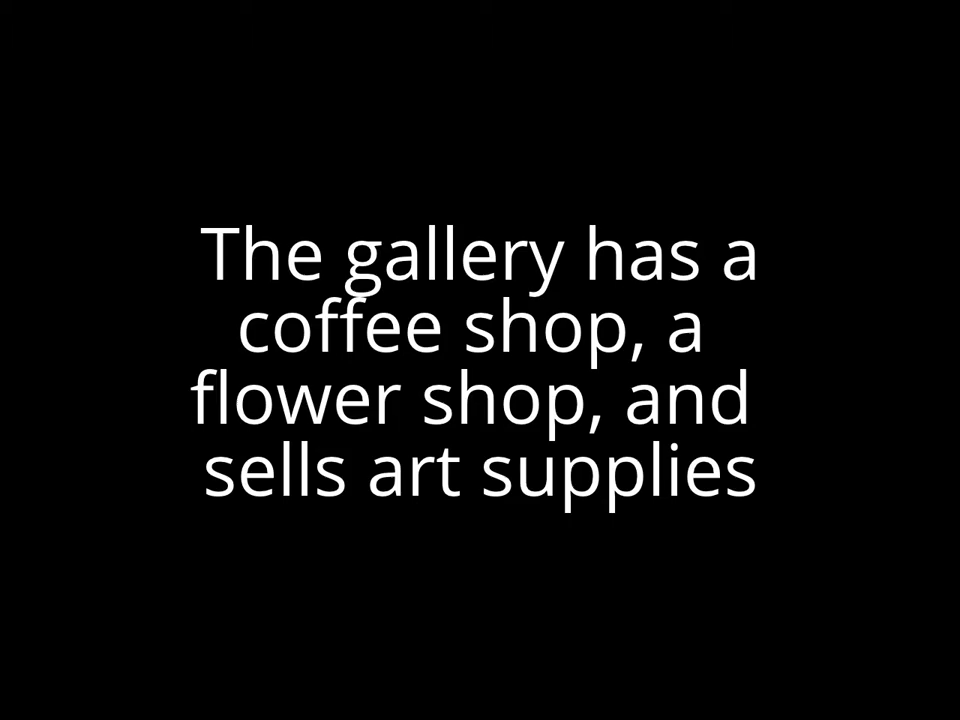 The gallery has a
coffee shop, a
flower shop, and
sells art supplies